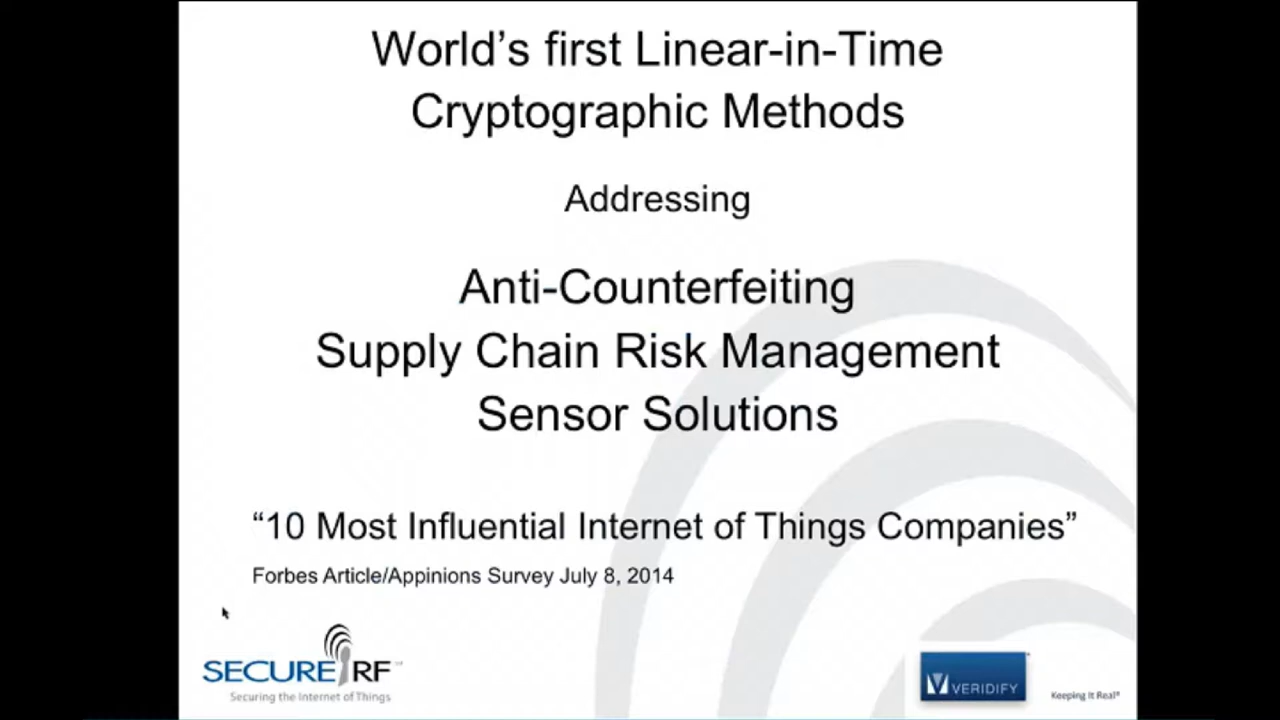 World’s first Linear-in-Time
Cryptographic Methods
Addressing
Anti-Counterfeiting
Supply Chain Risk Management
Sensor Solutions
“10 Most Influential Internet of Things Companies”
Forbes Article/Appinions Survey July 8, 2014
SECURE RF
Securing the Internet of Things
VERIDIFY
Keeping It Real®